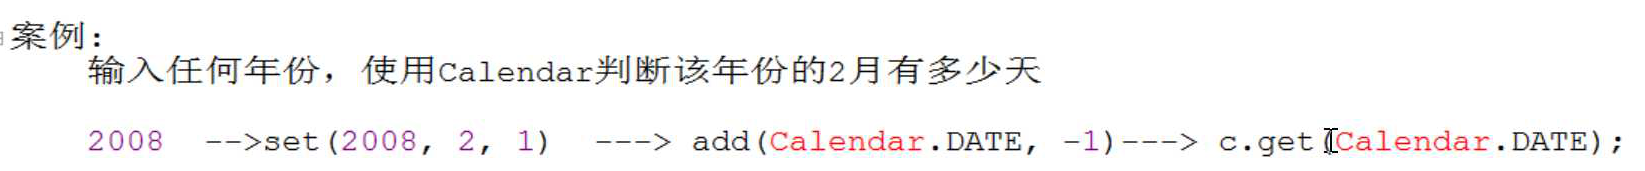 案例：
输入任何年份，使用Calendar判断该年份的2月有多少天
2008 -->set(2008, 2, 1) ---> add(Calendar.DATE, -1)---> c.get(Calendar.DATE);